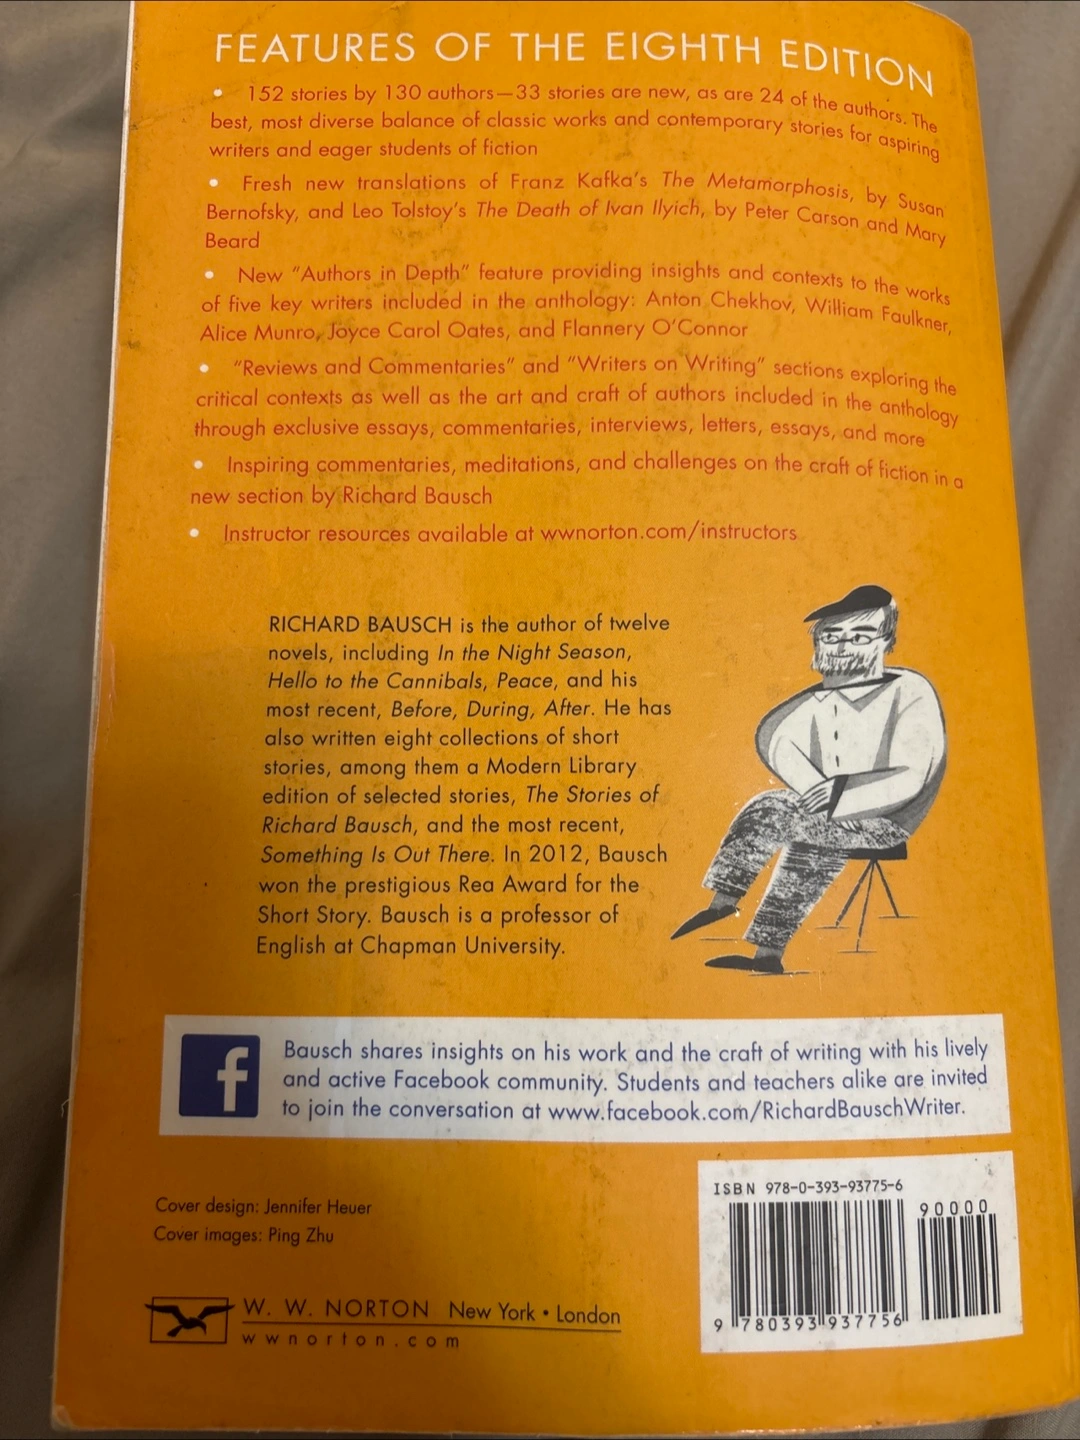 FEATURES OF THE EIGHTH EDITION
• 152 stories by 130 authors—33 stories are new, as are 24 of the authors. The
best, most diverse balance of classic works and contemporary stories for aspiring
writers and eager students of fiction
• Fresh new translations of Franz Kafka's The Metamorphosis, by Susan
Bernofsky, and Leo Tolstoy's The Death of Ivan Ilyich, by Peter Carson and Mary
Beard
• New "Authors in Depth" feature providing insights and contexts to the works
of five key writers included in the anthology: Anton Chekhov, William Faulkner,
Alice Munro, Joyce Carol Oates, and Flannery O'Connor
• "Reviews and Commentaries" and "Writers on Writing" sections exploring the
critical contexts as well as the art and craft of authors included in the anthology
through exclusive essays, commentaries, interviews, letters, essays, and more
• Inspiring commentaries, meditations, and challenges on the craft of fiction in a
new section by Richard Bausch
• Instructor resources available at wwnorton.com/instructors
RICHARD BAUSCH is the author of twelve
novels, including In the Night Season,
Hello to the Cannibals, Peace, and his
most recent, Before, During, After. He has
also written eight collections of short
stories, among them a Modern Library
edition of selected stories, The Stories of
Richard Bausch, and the most recent,
Something Is Out There. In 2012, Bausch
won the prestigious Rea Award for the
Short Story. Bausch is a professor of
English at Chapman University.
f
Bausch shares insights on his work and the craft of writing with his lively
and active Facebook community. Students and teachers alike are invited
to join the conversation at www.facebook.com/RichardBauschWriter.
Cover design: Jennifer Heuer
Cover images: Ping Zhu
W. W. NORTON New York • London
wwnorton.com
ISBN 978-0-393-93775-6
90000
9 780393 937756